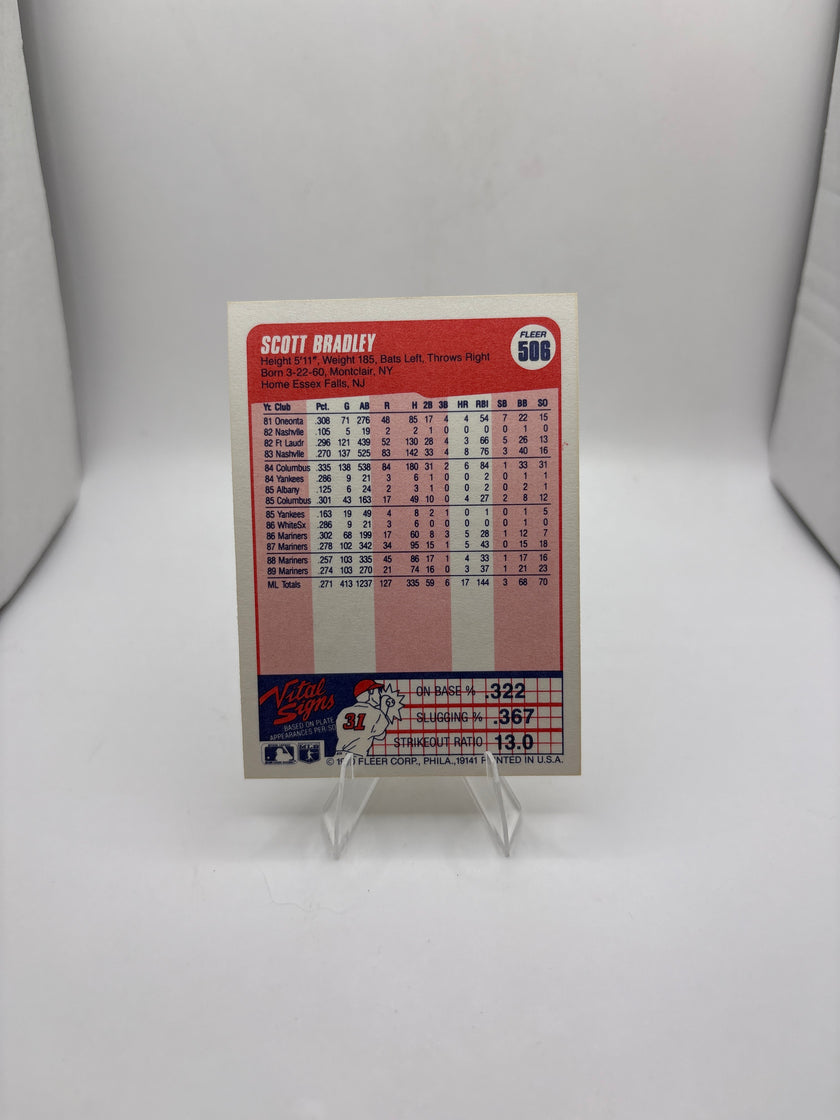 SCOTT BRADLEY
FLEER 506
Height 5'11", Weight 185, Bats Left, Throws Right
Born 3-22-60, Montclair, NY
Home Essex Falls, NJ
Yr. Club Pct. G AB R H 2B 3B HR RBI SB BB SO
81 Oneonta .308 71 276 48 85 17 4 4 54 7 22 15
82 Nashvlle .105 5 19 2 2 1 0 0 0 0 1 0
82 Ft Laudr .296 121 439 52 130 28 4 3 66 5 26 13
83 Nashvlle .270 137 525 83 142 33 4 8 76 3 40 16
84 Columbus .335 138 538 84 180 31 2 6 84 1 33 31
84 Yankees .286 9 21 3 6 1 0 0 2 0 1 1
85 Albany .125 6 24 2 3 1 0 0 0 0 2 1
85 Columbus .301 43 163 17 49 10 0 4 27 2 8 12
85 Yankees .163 19 49 4 8 2 1 0 1 0 1 5
86 WhiteSx .286 9 21 3 6 0 0 0 0 0 1 0
86 Mariners .302 68 199 17 60 8 3 5 28 1 12 7
87 Mariners .278 102 342 34 95 15 1 5 43 0 15 18
88 Mariners .257 103 335 45 86 17 1 4 33 1 17 16
89 Mariners .274 103 270 21 74 16 0 3 37 1 21 23
ML Totals .271 413 1237 127 335 59 6 17 144 3 68 70
Vital Signs
BASED ON PLATE
APPEARANCES PER/SO
31
ON BASE % .322
SLUGGING % .367
STRIKEOUT RATIO 13.0
FLEER CORP., PHILA.,19141 PRINTED IN U.S.A.